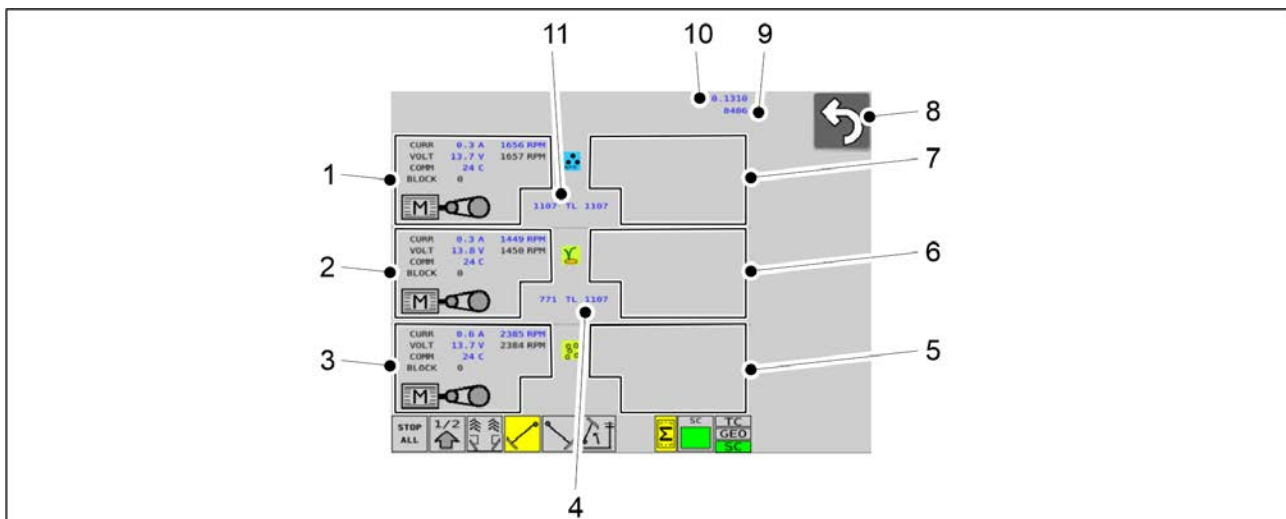 11
10
9
0.1310
0406
8
CURR 0.3 A 1656 RPM
VOLT 13.7 V 1657 RPM
COMM 24 C
BLOCK 0
M
7
1
1107 TL 1107
CURR 0.3 A 1449 RPM
VOLT 13.8 V 1450 RPM
COMM 24 C
BLOCK 0
M
6
2
771 TL 1107
CURR 0.6 A 2385 RPM
VOLT 13.7 V 2384 RPM
COMM 24 C
BLOCK 0
M
5
3
STOP ALL
1/2
Σ
SC
TC
GEO
SC
4